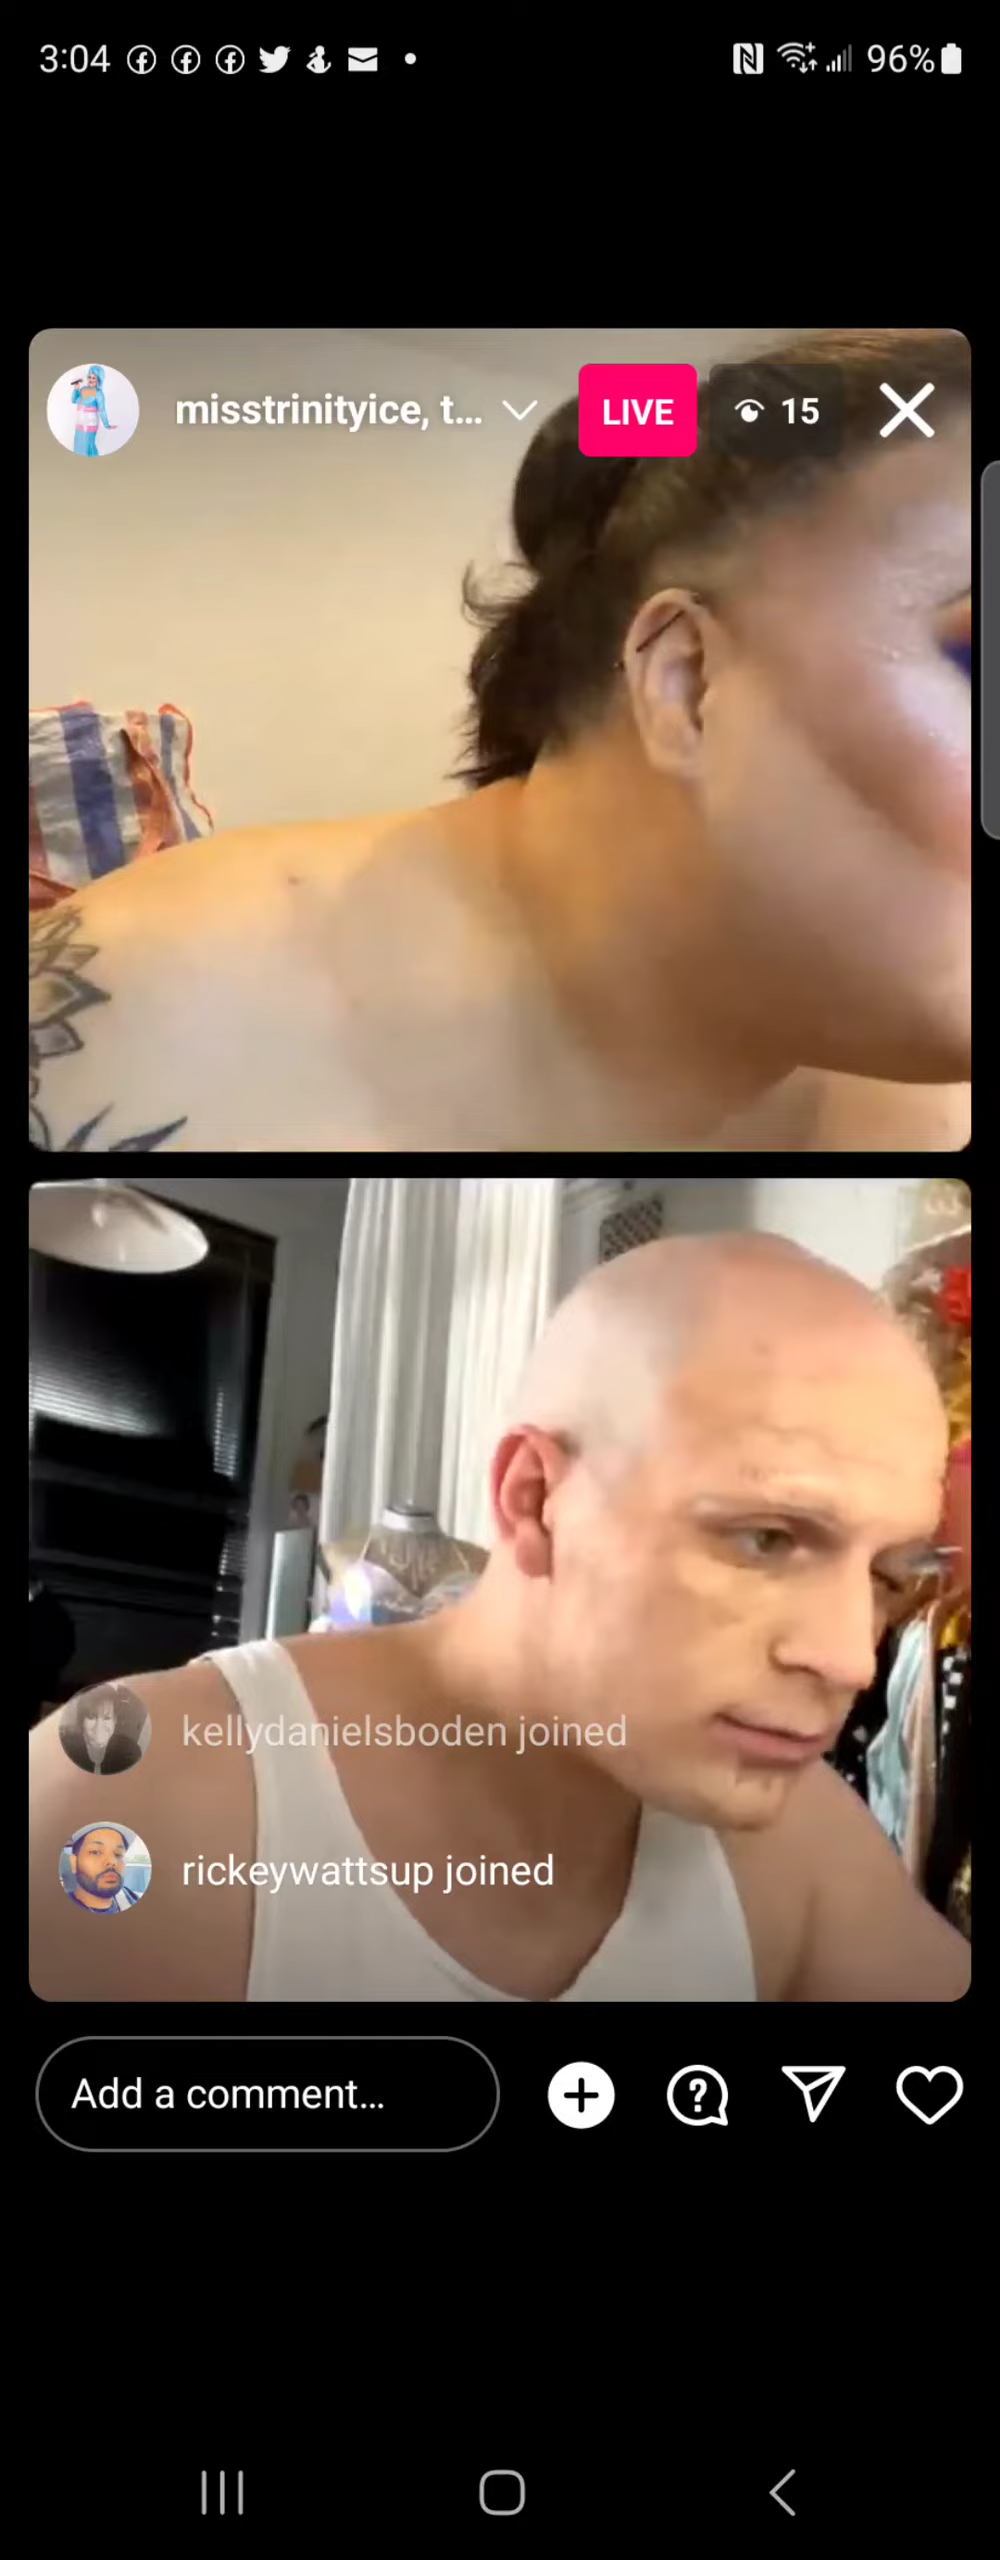 3:04
96%
misstrinityice, t...
LIVE
15
kellydanielsboden joined
rickeywattsup joined
Add a comment...